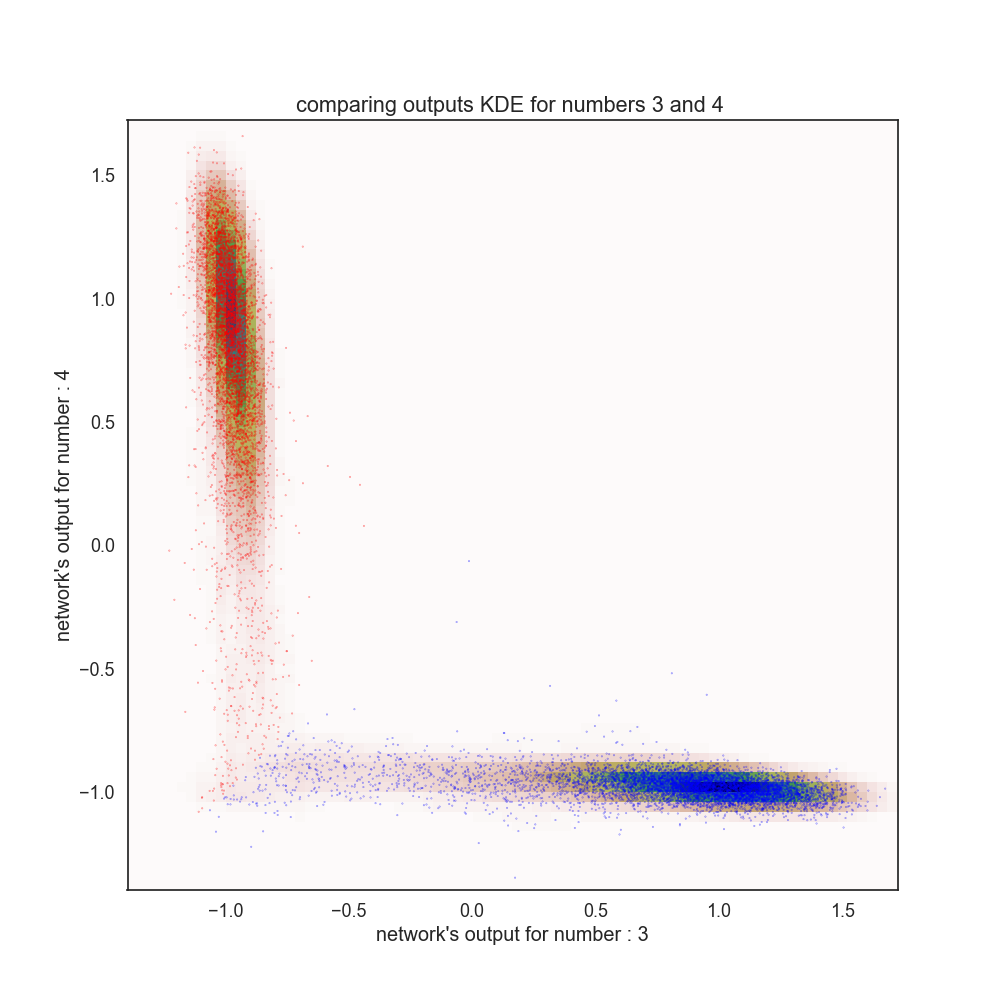 comparing outputs KDE for numbers 3 and 4
network's output for number : 4
1.5
1.0
0.5
0.0
−0.5
−1.0
−1.0 −0.5 0.0 0.5 1.0 1.5
network's output for number : 3